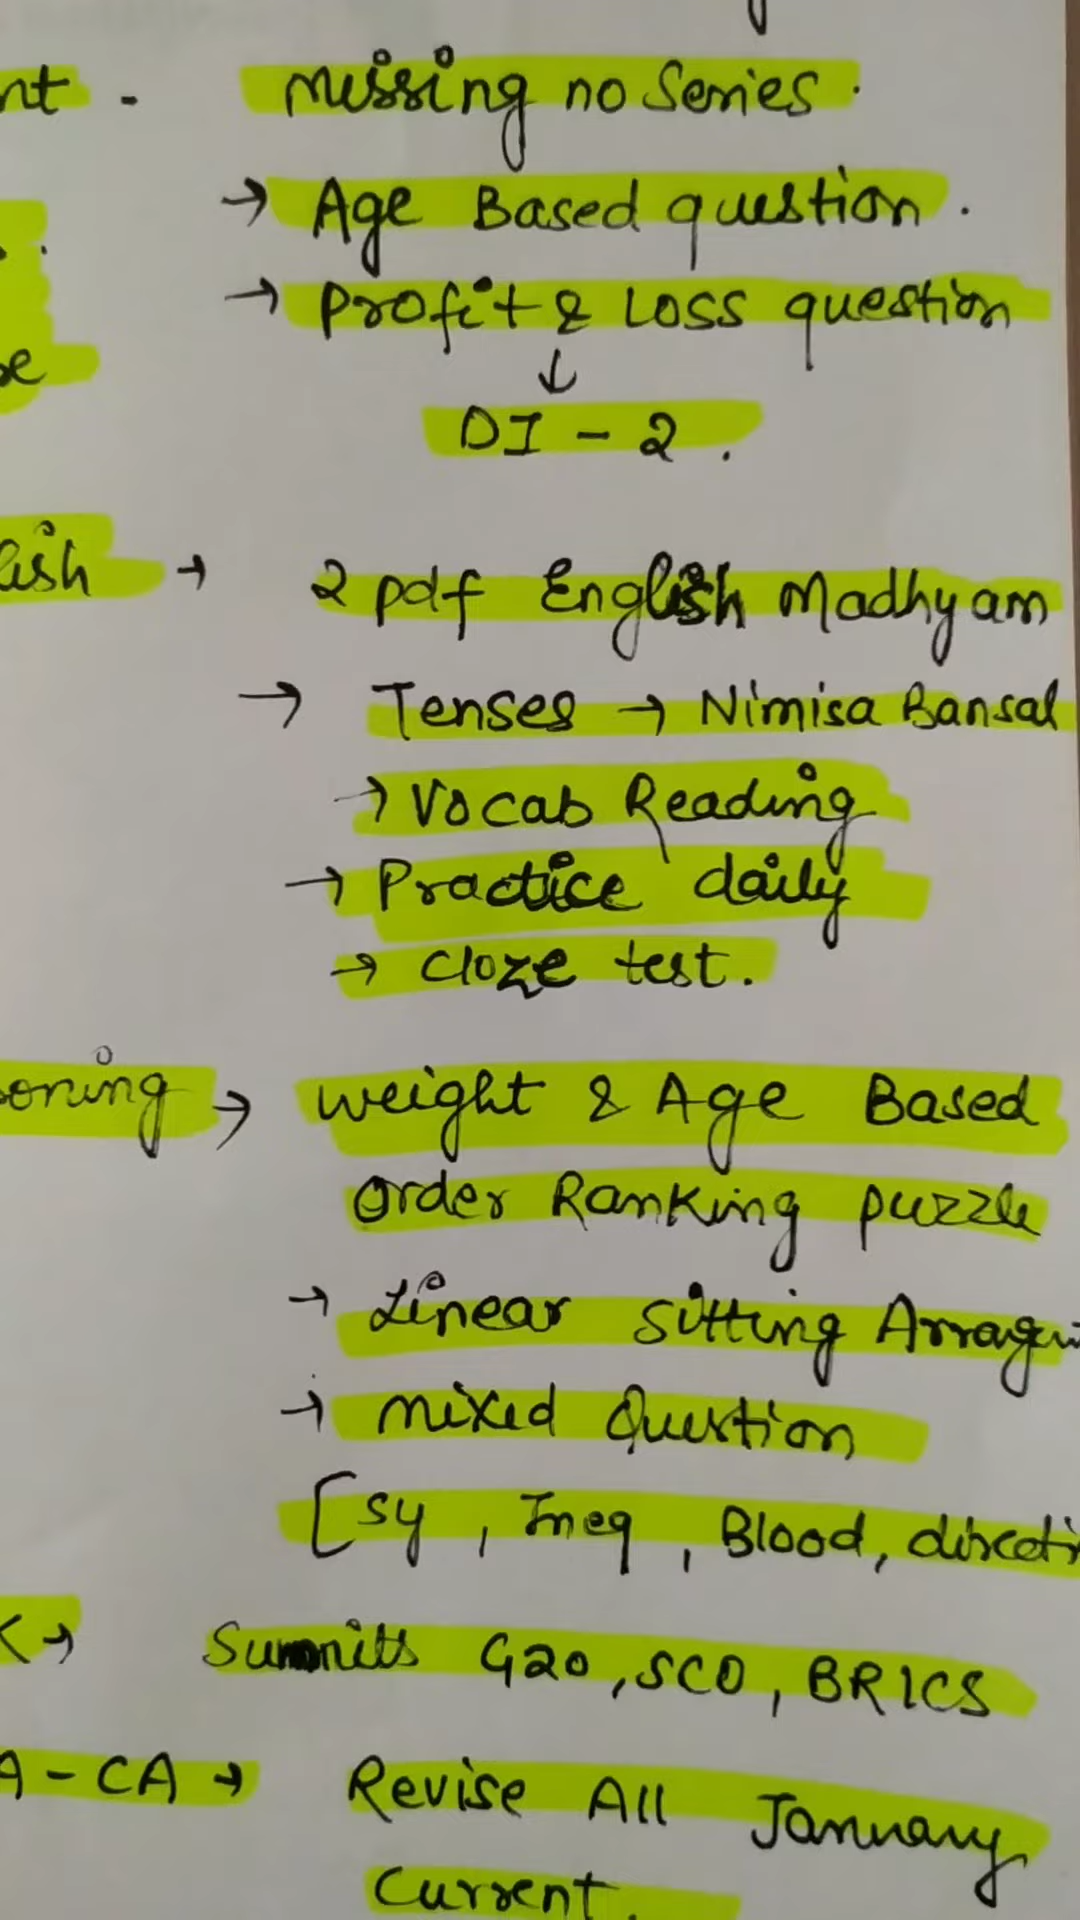 nt - missing no series.
→ Age Based question.
→ Profit & Loss question
↓
DI - 2.
lish → 2 pdf English Madhyam
→ Tenses → Nimisa Bansal
→ Vocab Reading
→ Practice daily
→ Cloze test.
oning → weight & Age Based
order Ranking puzzle
→ Linear sitting Arragem
→ mixed Question
[sy, Ineq, Blood, directi
K → Summits G20, SCO, BRICS
A - CA → Revise All January
Current.